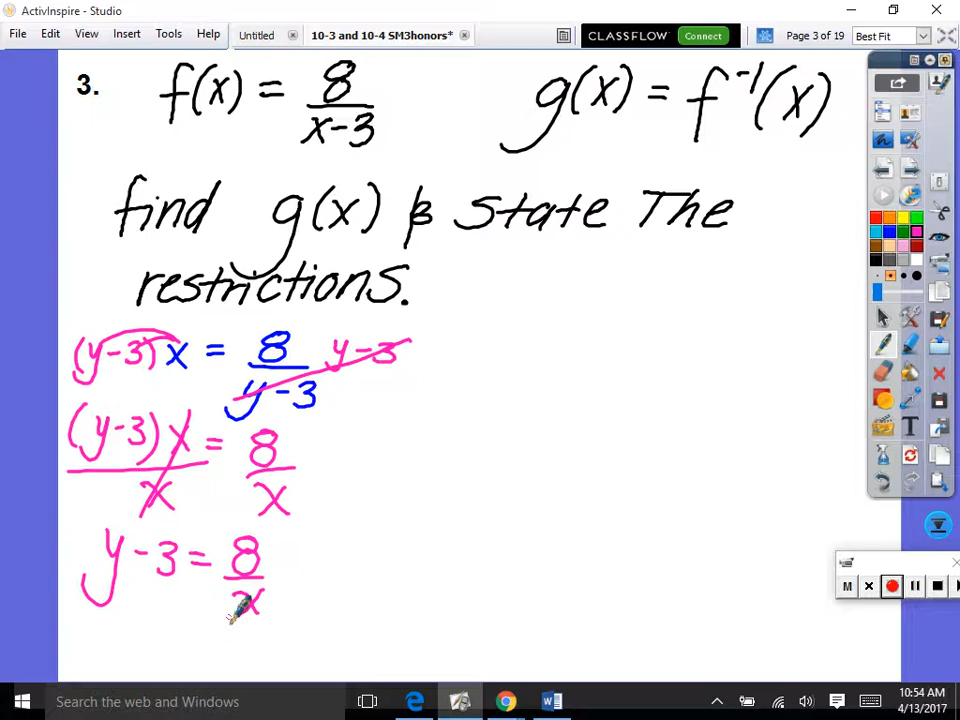 ActivInspire - Studio
File Edit View Insert Tools Help Untitled 10-3 and 10-4 SM3honors* CLASSFLOW Connect Page 3 of 19 Best Fit
3. f(x) = 8/(x-3) g(x) = f⁻¹(x)
find g(x) & state The
restrictions.
(y-3)x = 8/(y-3) y-3
(y-3)x/x = 8/x
y-3 = 8/x
M
Search the web and Windows
10:54 AM
4/13/2017